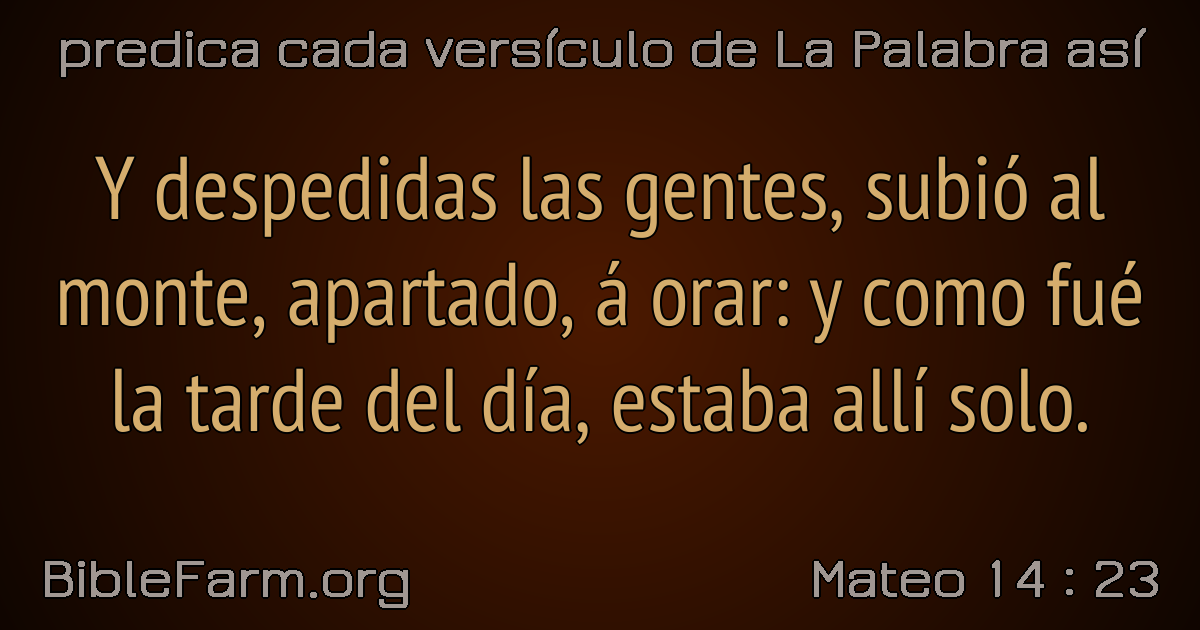 predica cada versículo de La Palabra así
Y despedidas las gentes, subió al
monte, apartado, á orar: y como fué
la tarde del día, estaba allí solo.
BibleFarm.org
Mateo 14 : 23